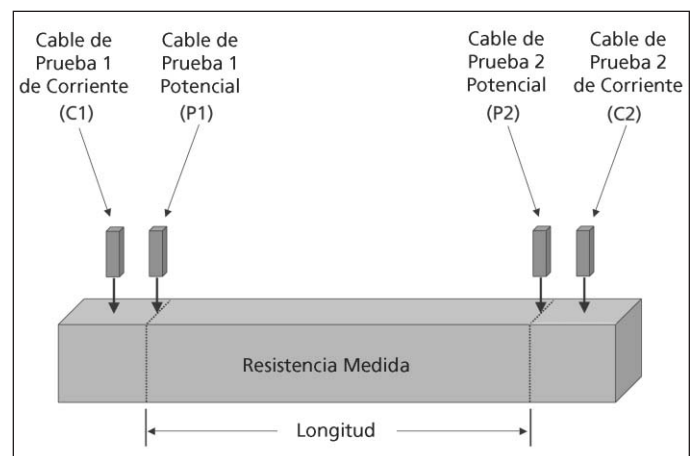 Cable de
Prueba 1
de Corriente
(C1)
Cable de
Prueba 1
Potencial
(P1)
Cable de
Prueba 2
Potencial
(P2)
Cable de
Prueba 2
de Corriente
(C2)
Resistencia Medida
Longitud